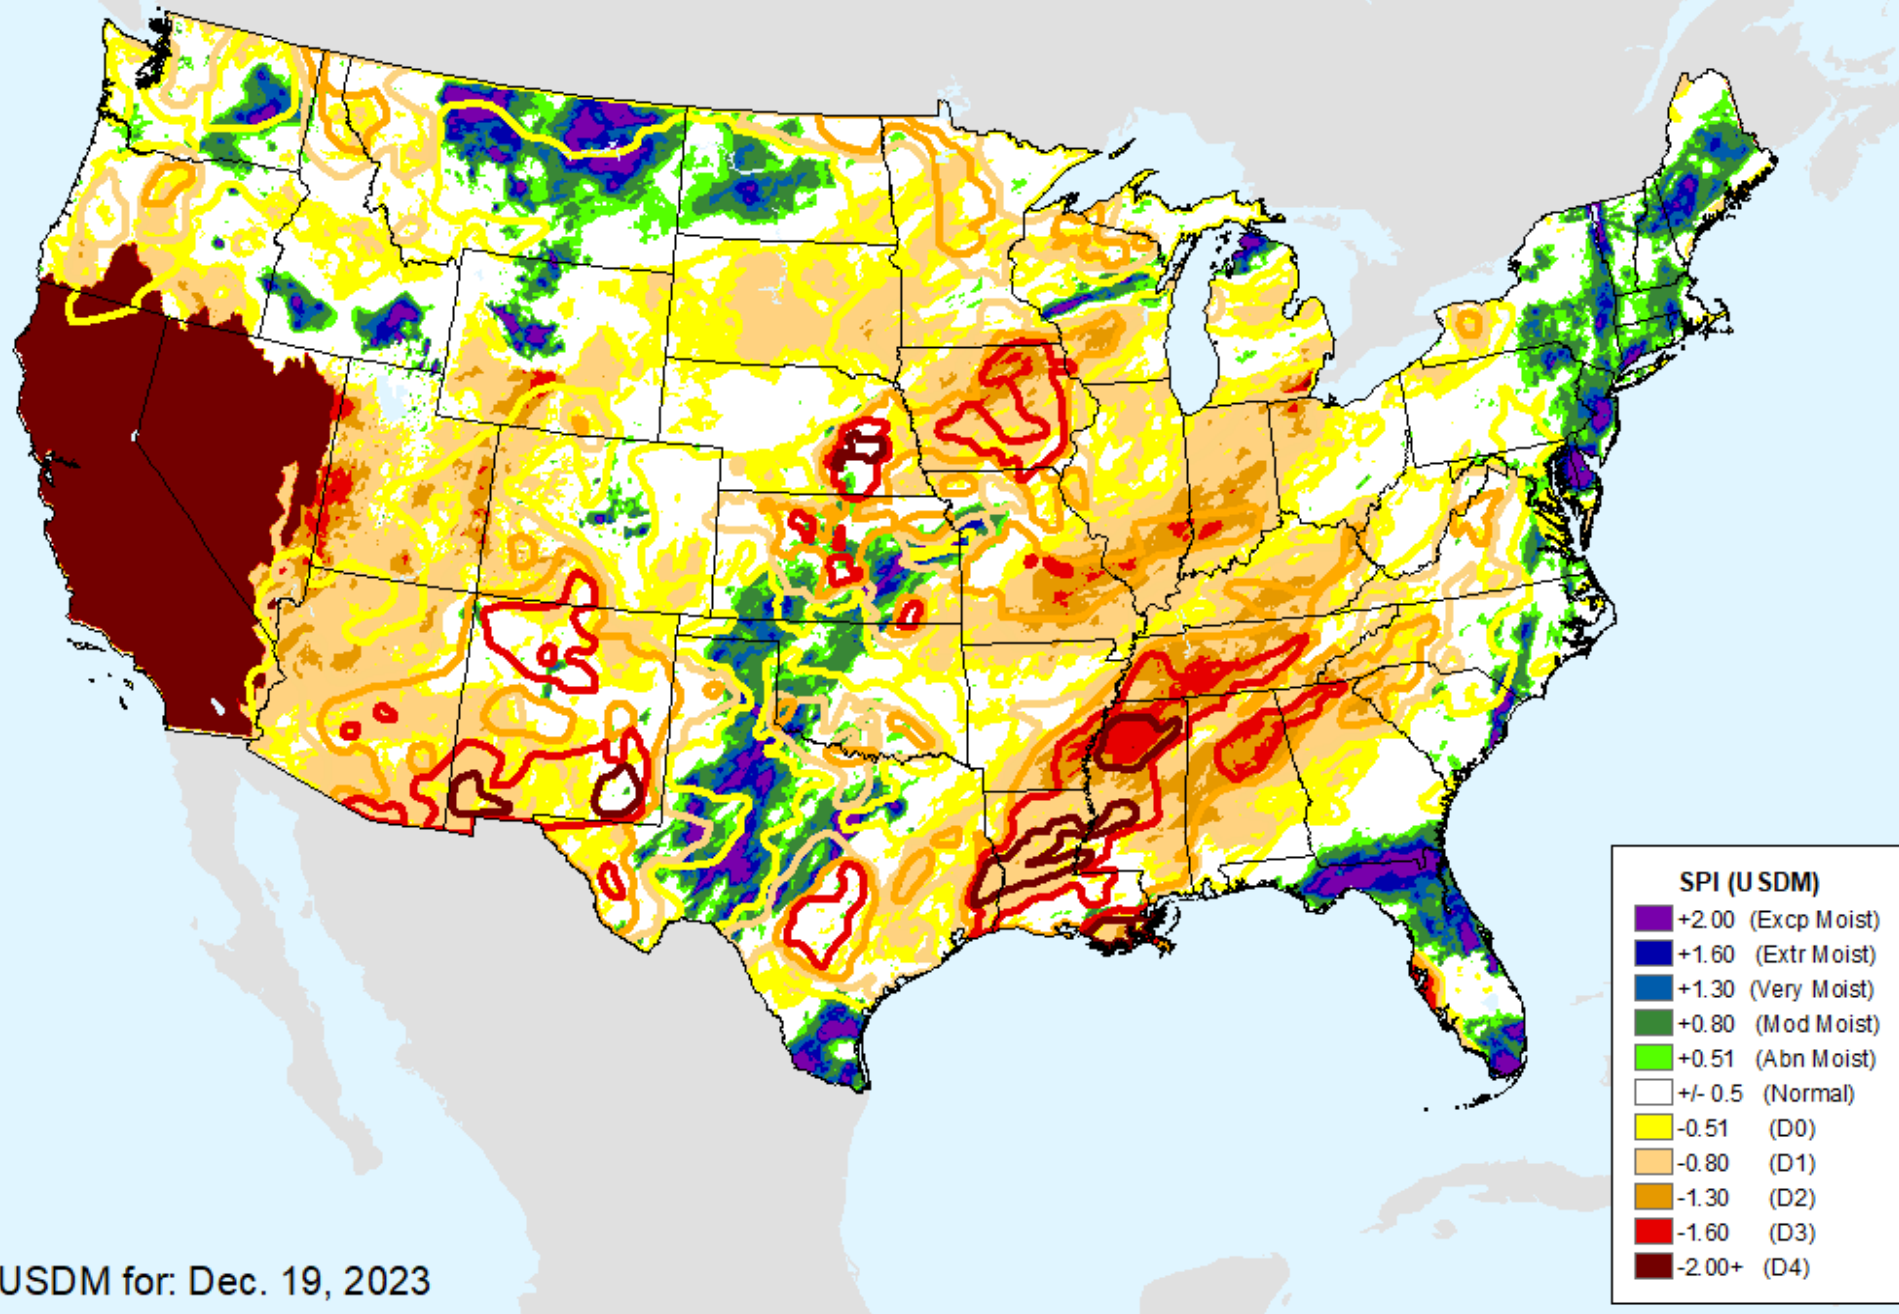 SPI (USDM)
+2.00 (Excp Moist)
+1.60 (Extr Moist)
+1.30 (Very Moist)
+0.80 (Mod Moist)
+0.51 (Abn Moist)
+/- 0.5 (Normal)
-0.51 (D0)
-0.80 (D1)
-1.30 (D2)
-1.60 (D3)
-2.00+ (D4)
USDM for: Dec. 19, 2023